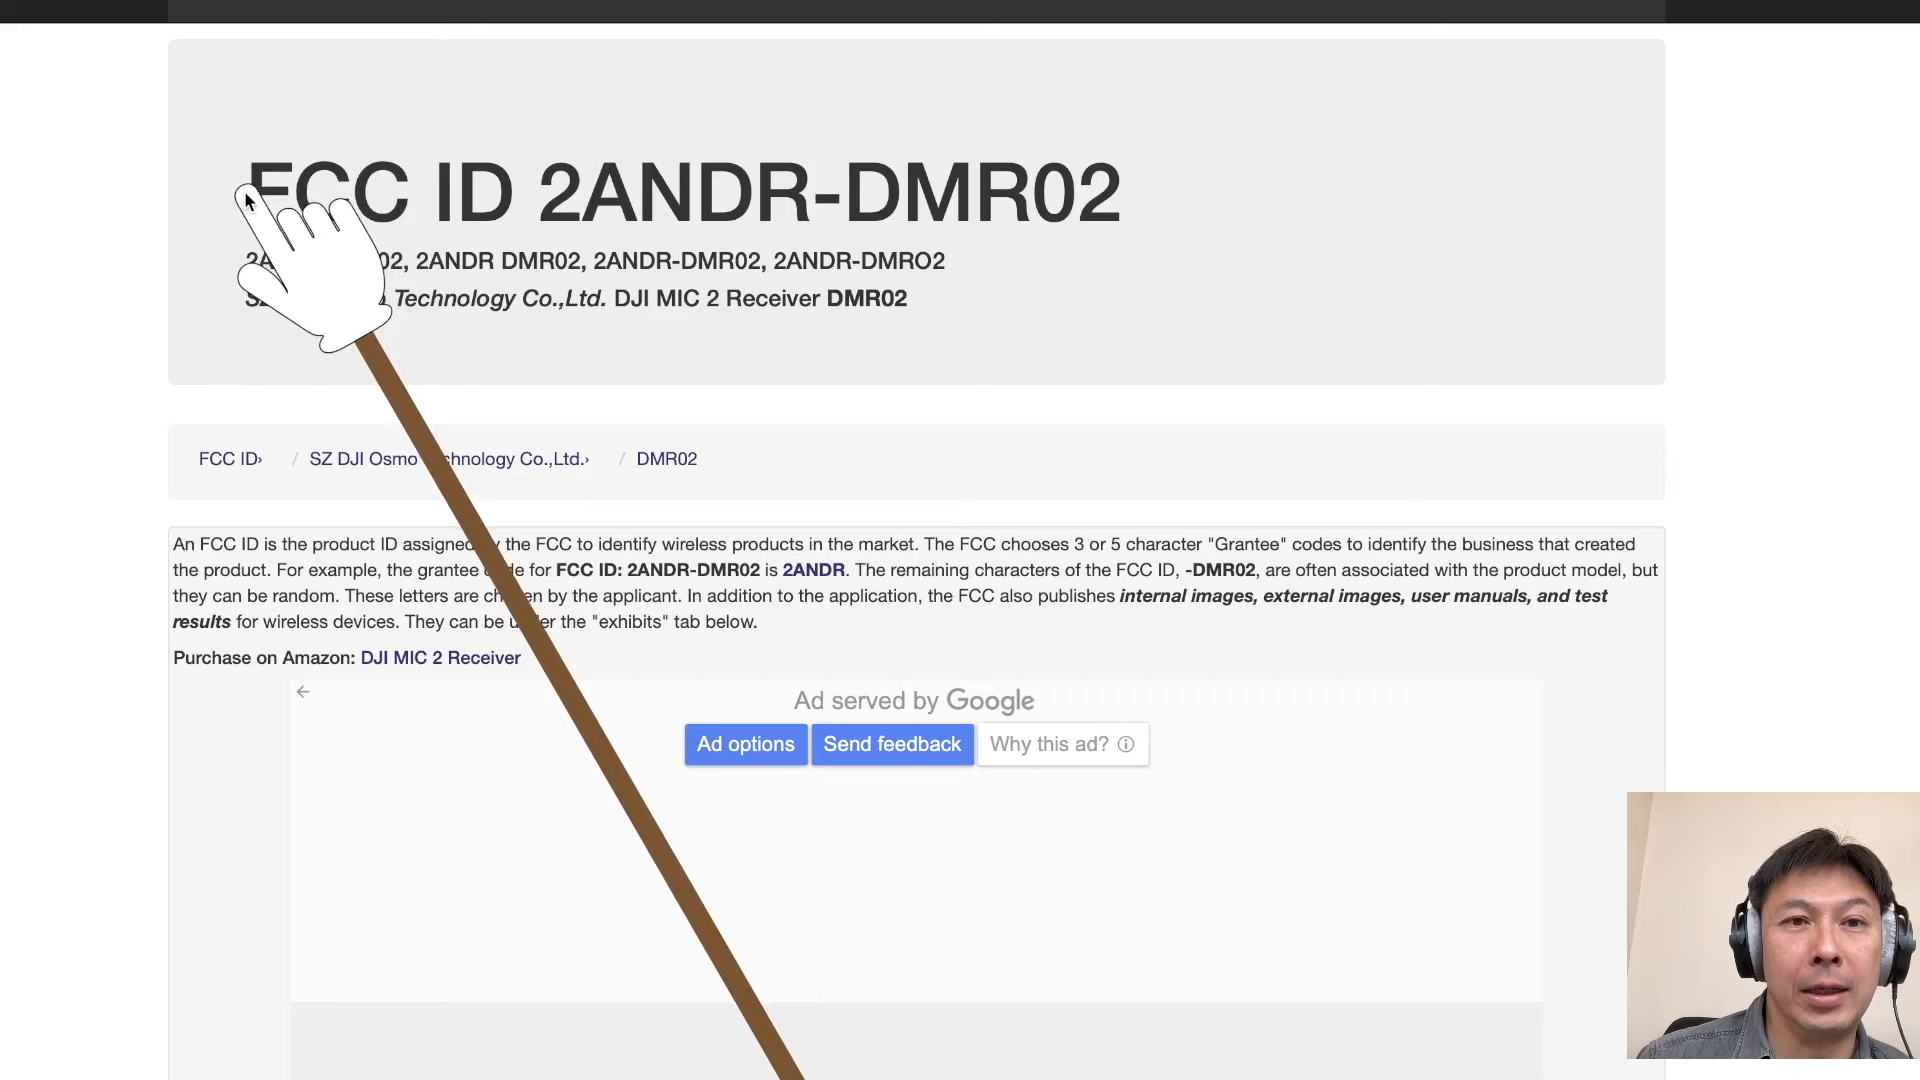 FCC ID 2ANDR-DMR02
02, 2ANDR DMR02, 2ANDR-DMR02, 2ANDR-DMRO2
Technology Co.,Ltd. DJI MIC 2 Receiver DMR02
FCC ID› / SZ DJI Osmo Technology Co.,Ltd.› / DMR02
An FCC ID is the product ID assigned by the FCC to identify wireless products in the market. The FCC chooses 3 or 5 character "Grantee" codes to identify the business that created
the product. For example, the grantee code for FCC ID: 2ANDR-DMR02 is 2ANDR. The remaining characters of the FCC ID, -DMR02, are often associated with the product model, but
they can be random. These letters are chosen by the applicant. In addition to the application, the FCC also publishes internal images, external images, user manuals, and test
results for wireless devices. They can be under the "exhibits" tab below.
Purchase on Amazon: DJI MIC 2 Receiver
Ad served by Google
Ad options Send feedback Why this ad?